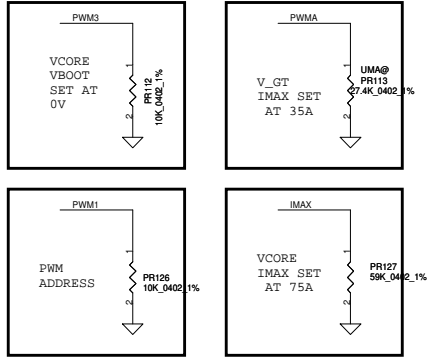 PWM3
VCORE
VBOOT
SET AT
0V
1
2
PR112
10K_0402_1%
PWMA
V_GT
IMAX SET
AT 35A
1
2
UMA@
PR113
27.4K_0402_1%
PWM1
PWM
ADDRESS
1
2
PR126
10K_0402_1%
IMAX
VCORE
IMAX SET
AT 75A
1
2
PR127
59K_0402_1%